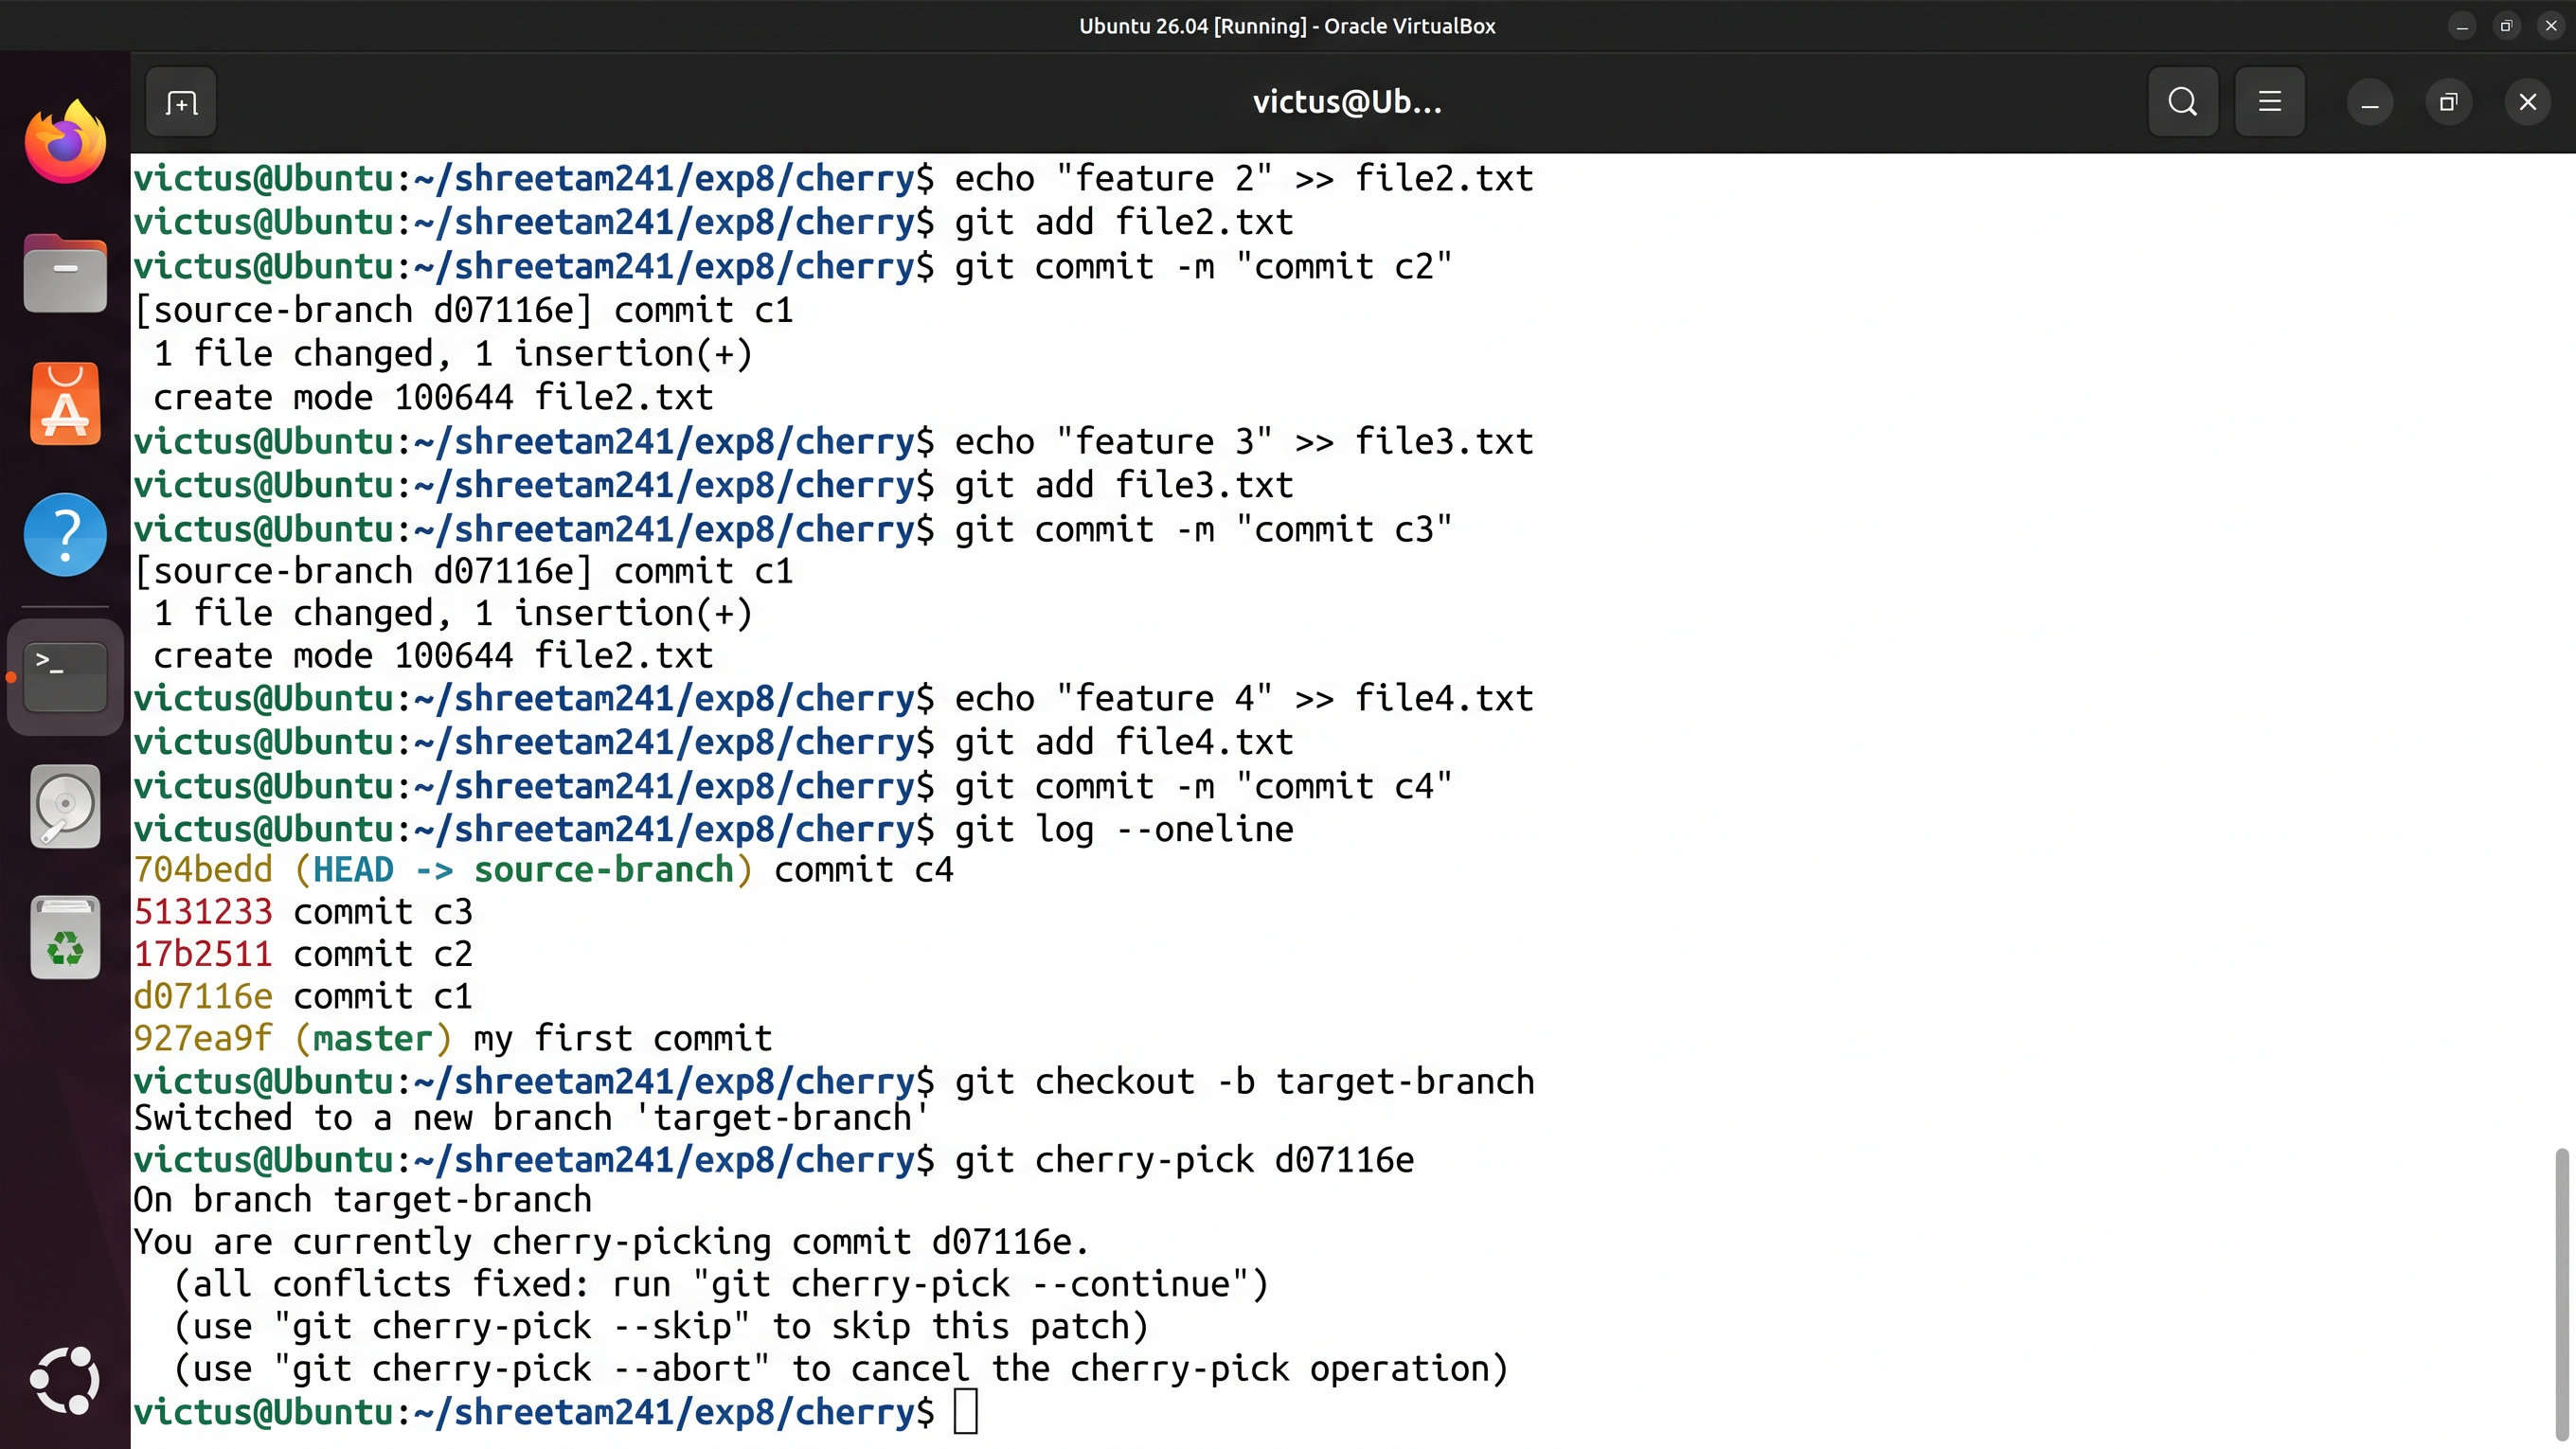 Ubuntu 26.04 [Running] - Oracle VirtualBox
victus@Ub...
victus@Ubuntu:~/shreetam241/exp8/cherry$ echo "feature 2" >> file2.txt
victus@Ubuntu:~/shreetam241/exp8/cherry$ git add file2.txt
victus@Ubuntu:~/shreetam241/exp8/cherry$ git commit -m "commit c2"
[source-branch d07116e] commit c1
 1 file changed, 1 insertion(+)
 create mode 100644 file2.txt
victus@Ubuntu:~/shreetam241/exp8/cherry$ echo "feature 3" >> file3.txt
victus@Ubuntu:~/shreetam241/exp8/cherry$ git add file3.txt
victus@Ubuntu:~/shreetam241/exp8/cherry$ git commit -m "commit c3"
[source-branch d07116e] commit c1
 1 file changed, 1 insertion(+)
 create mode 100644 file2.txt
victus@Ubuntu:~/shreetam241/exp8/cherry$ echo "feature 4" >> file4.txt
victus@Ubuntu:~/shreetam241/exp8/cherry$ git add file4.txt
victus@Ubuntu:~/shreetam241/exp8/cherry$ git commit -m "commit c4"
victus@Ubuntu:~/shreetam241/exp8/cherry$ git log --oneline
704bedd (HEAD -> source-branch) commit c4
5131233 commit c3
17b2511 commit c2
d07116e commit c1
927ea9f (master) my first commit
victus@Ubuntu:~/shreetam241/exp8/cherry$ git checkout -b target-branch
Switched to a new branch 'target-branch'
victus@Ubuntu:~/shreetam241/exp8/cherry$ git cherry-pick d07116e
On branch target-branch
You are currently cherry-picking commit d07116e.
  (all conflicts fixed: run "git cherry-pick --continue")
  (use "git cherry-pick --skip" to skip this patch)
  (use "git cherry-pick --abort" to cancel the cherry-pick operation)
victus@Ubuntu:~/shreetam241/exp8/cherry$